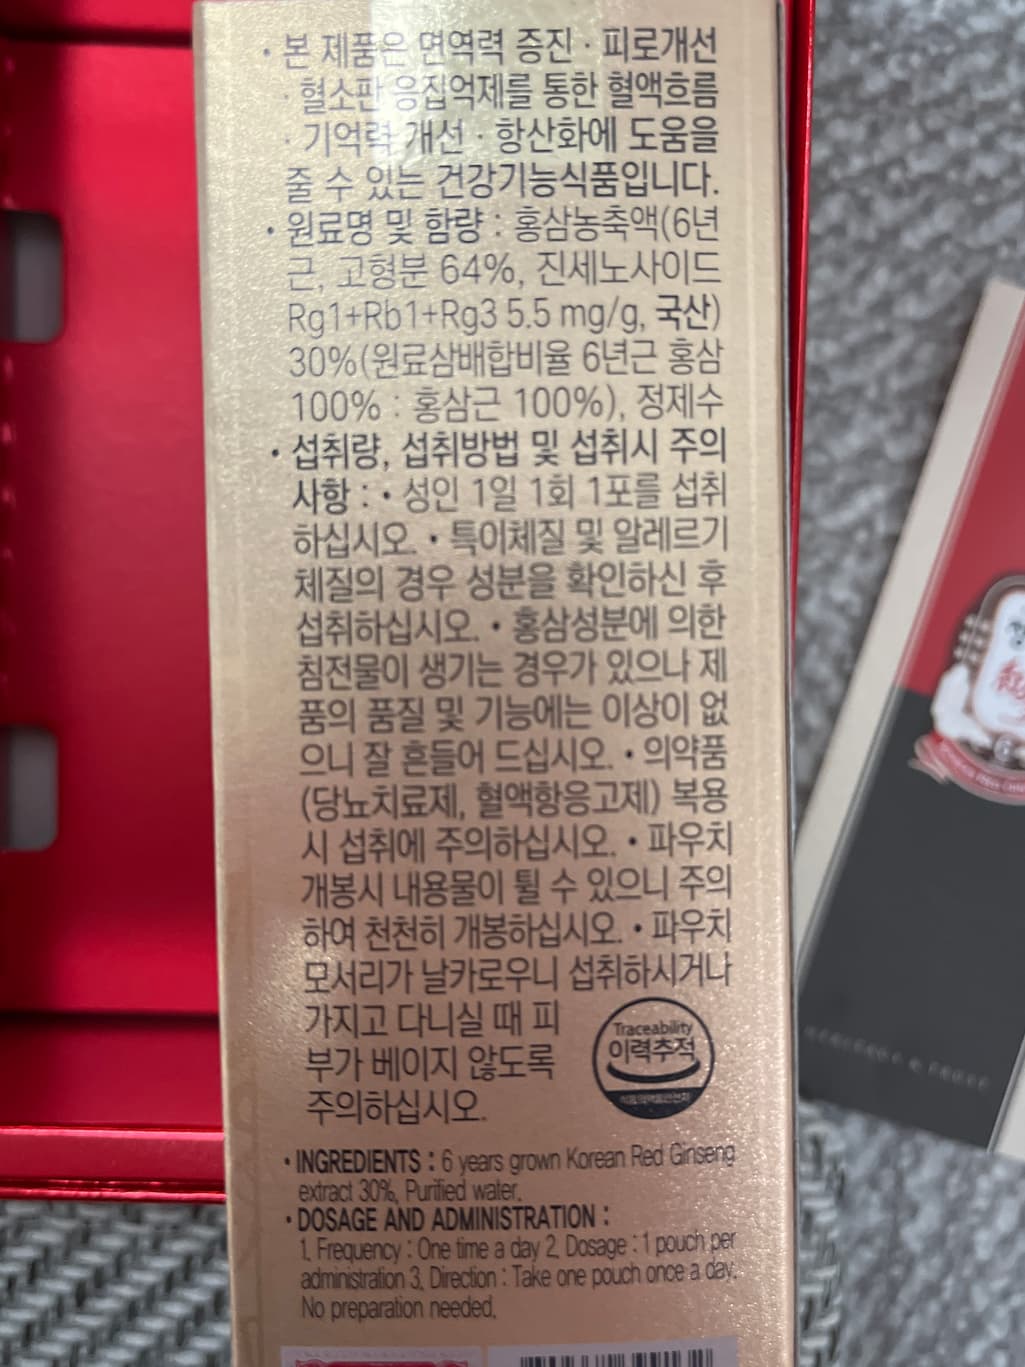 • 본 제품은 면역력 증진 · 피로개선
· 혈소판 응집억제를 통한 혈액흐름
· 기억력 개선 · 항산화에 도움을
줄 수 있는 건강기능식품입니다.
• 원료명 및 함량 : 홍삼농축액(6년
근, 고형분 64%, 진세노사이드
Rg1+Rb1+Rg3 5.5 mg/g, 국산)
30%(원료삼배합비율 6년근 홍삼
100% : 홍삼근 100%), 정제수
• 섭취량, 섭취방법 및 섭취시 주의
사항 : • 성인 1일 1회 1포를 섭취
하십시오. • 특이체질 및 알레르기
체질의 경우 성분을 확인하신 후
섭취하십시오. • 홍삼성분에 의한
침전물이 생기는 경우가 있으나 제
품의 품질 및 기능에는 이상이 없
으니 잘 흔들어 드십시오. • 의약품
(당뇨치료제, 혈액항응고제) 복용
시 섭취에 주의하십시오. • 파우치
개봉시 내용물이 튈 수 있으니 주의
하여 천천히 개봉하십시오. • 파우치
모서리가 날카로우니 섭취하시거나
가지고 다니실 때 피
부가 베이지 않도록
주의하십시오.
Traceability
이력추적
식품의약품안전처
• INGREDIENTS : 6 years grown Korean Red Ginseng
extract 30%, Purified water.
• DOSAGE AND ADMINISTRATION :
1. Frequency : One time a day 2. Dosage : 1 pouch per
administration 3. Direction : Take one pouch once a day.
No preparation needed.